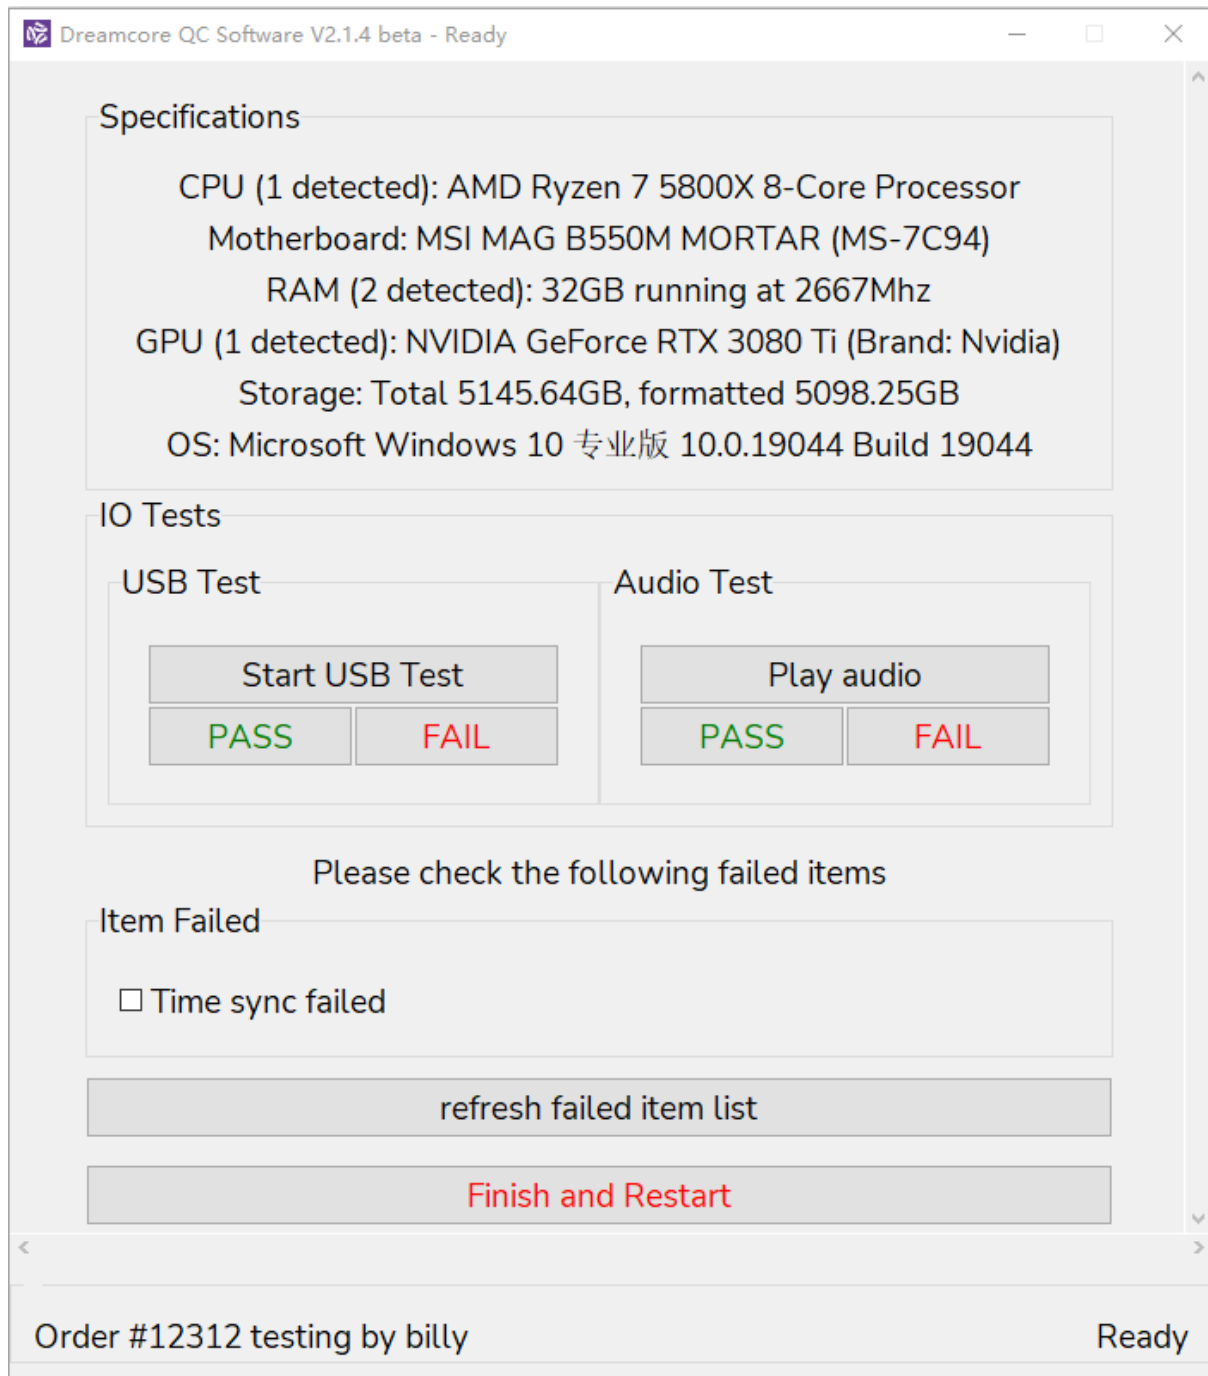 Dreamcore QC Software V2.1.4 beta - Ready
Specifications
CPU (1 detected): AMD Ryzen 7 5800X 8-Core Processor
Motherboard: MSI MAG B550M MORTAR (MS-7C94)
RAM (2 detected): 32GB running at 2667Mhz
GPU (1 detected): NVIDIA GeForce RTX 3080 Ti (Brand: Nvidia)
Storage: Total 5145.64GB, formatted 5098.25GB
OS: Microsoft Windows 10 专业版 10.0.19044 Build 19044
IO Tests
USB Test
Start USB Test
PASS FAIL
Audio Test
Play audio
PASS FAIL
Please check the following failed items
Item Failed
Time sync failed
refresh failed item list
Finish and Restart
Order #12312 testing by billy
Ready